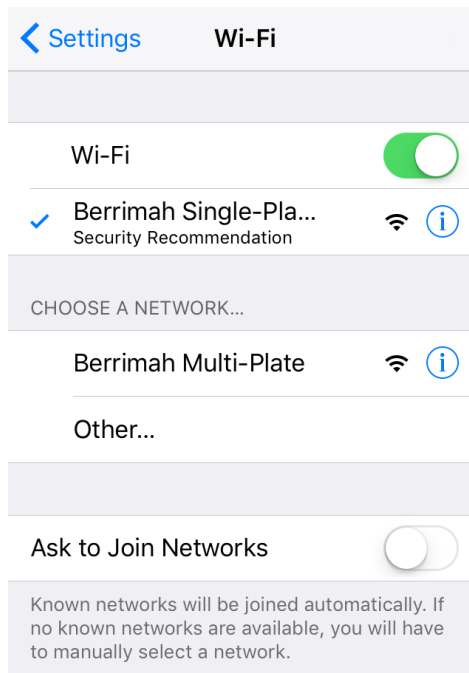 Settings Wi-Fi
Wi-Fi
Berrimah Single-Pla...
Security Recommendation
CHOOSE A NETWORK...
Berrimah Multi-Plate
Other...
Ask to Join Networks
Known networks will be joined automatically. If
no known networks are available, you will have
to manually select a network.